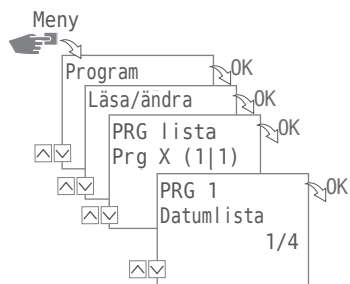 Meny
Program
OK
Läsa/ändra
OK
PRG lista
OK
Prg X (1|1)
PRG 1
OK
Datumlista
1/4